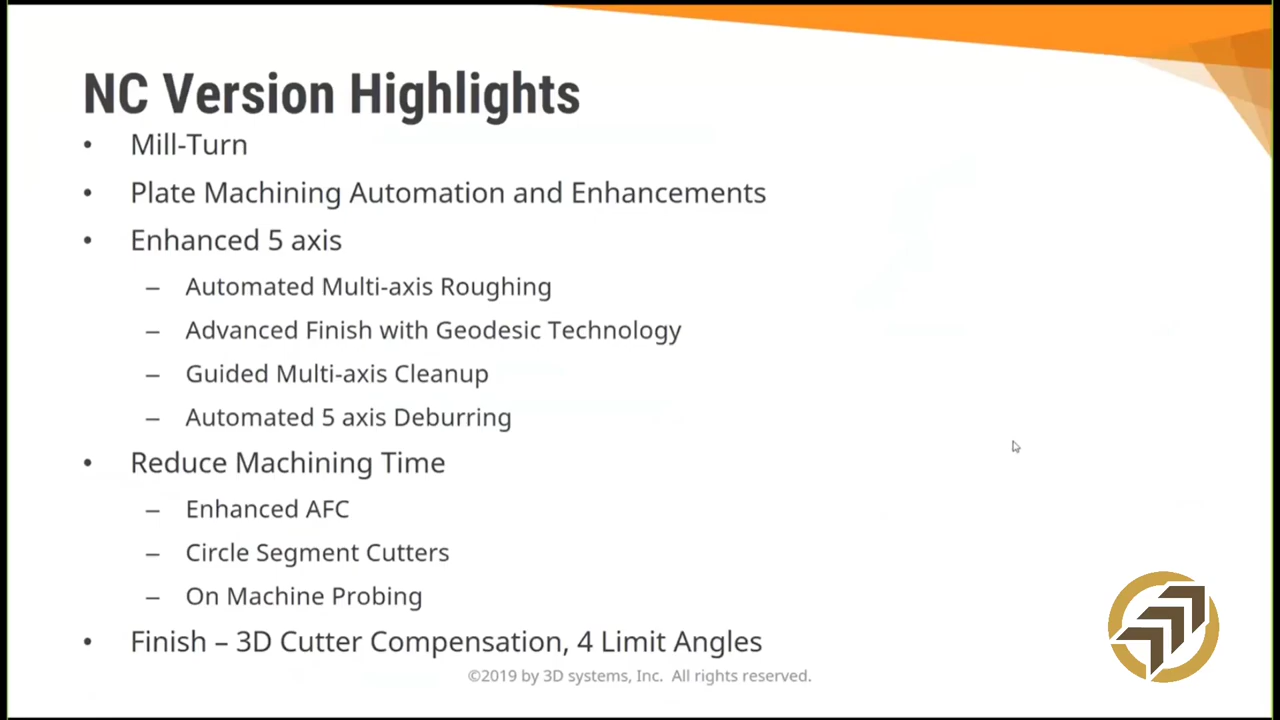 NC Version Highlights
• Mill-Turn
• Plate Machining Automation and Enhancements
• Enhanced 5 axis
– Automated Multi-axis Roughing
– Advanced Finish with Geodesic Technology
– Guided Multi-axis Cleanup
– Automated 5 axis Deburring
• Reduce Machining Time
– Enhanced AFC
– Circle Segment Cutters
– On Machine Probing
• Finish – 3D Cutter Compensation, 4 Limit Angles
©2019 by 3D systems, Inc. All rights reserved.